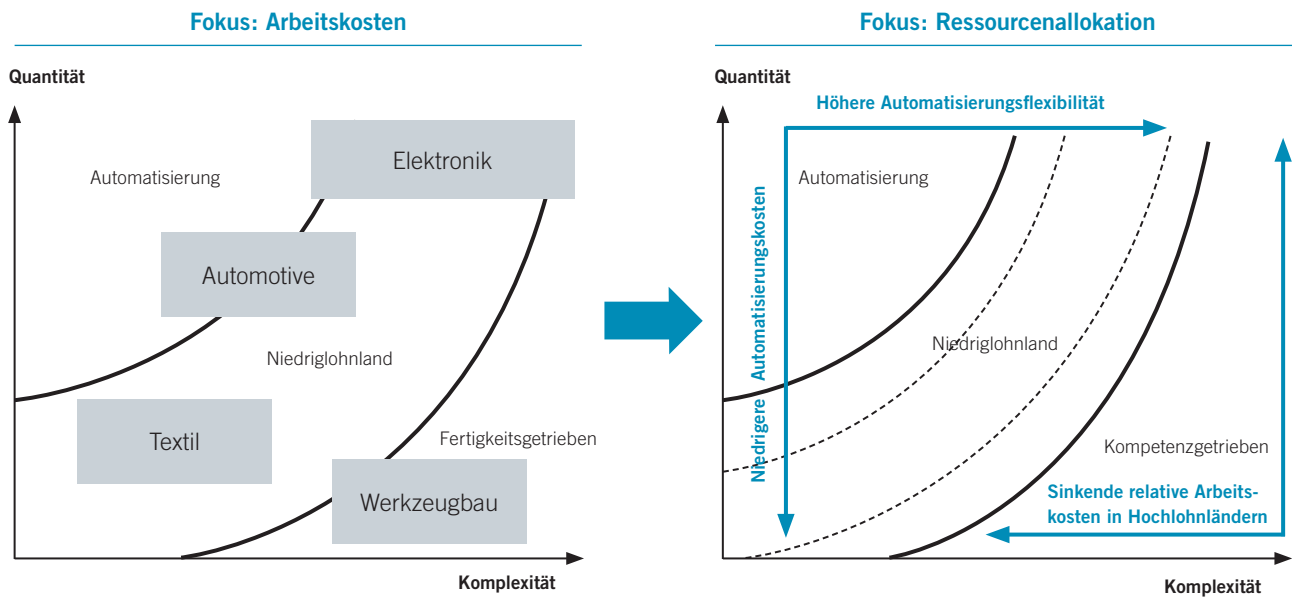 Fokus: Arbeitskosten
Quantität
Automatisierung
Elektronik
Automotive
Niedriglohnland
Textil
Fertigkeitsgetrieben
Werkzeugbau
Komplexität
Fokus: Ressourcenallokation
Quantität
Höhere Automatisierungsflexibilität
Automatisierung
Niedrigere Automatisierungskosten
Niedriglohnland
Kompetenzgetrieben
Sinkende relative Arbeits-
kosten in Hochlohnländern
Komplexität